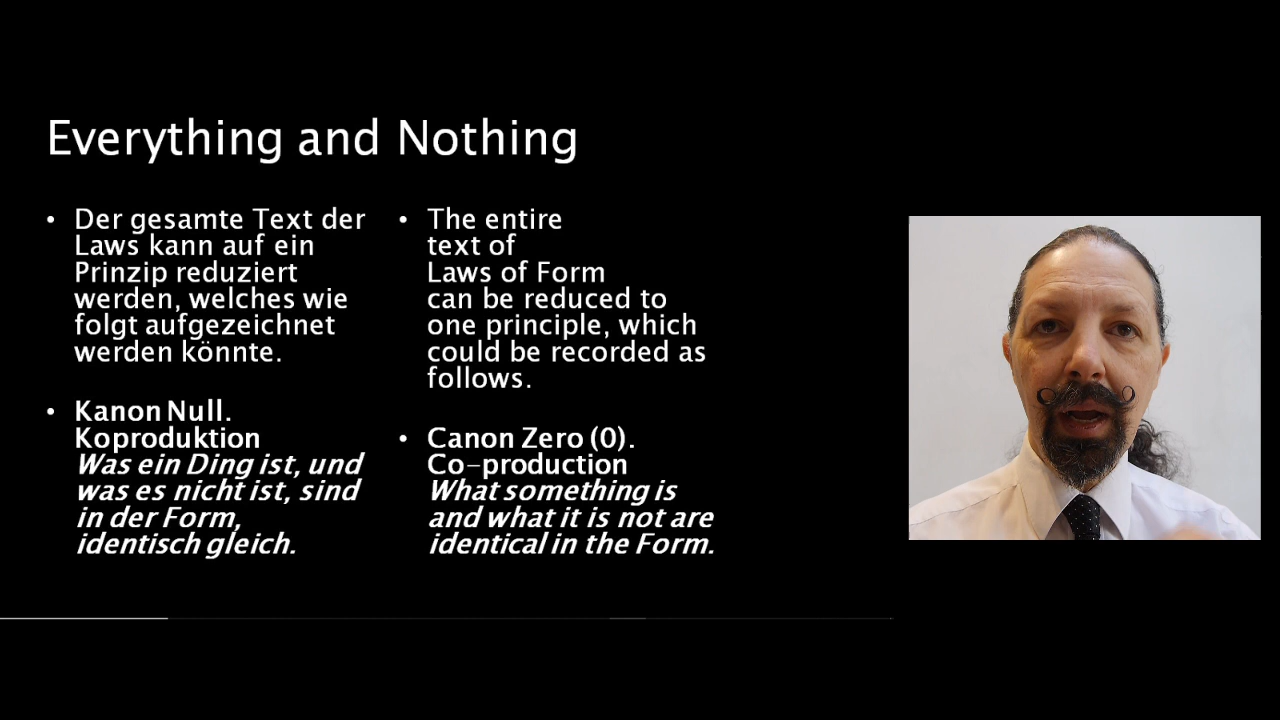 Everything and Nothing
• Der gesamte Text der
Laws kann auf ein
Prinzip reduziert
werden, welches wie
folgt aufgezeichnet
werden könnte.
• Kanon Null.
Koproduktion
Was ein Ding ist, und
was es nicht ist, sind
in der Form,
identisch gleich.
• The entire
text of
Laws of Form
can be reduced to
one principle, which
could be recorded as
follows.
• Canon Zero (0).
Co-production
What something is
and what it is not are
identical in the Form.